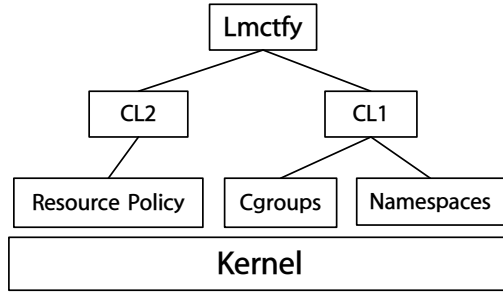 Lmctfy
CL2
CL1
Resource Policy
Cgroups
Namespaces
Kernel